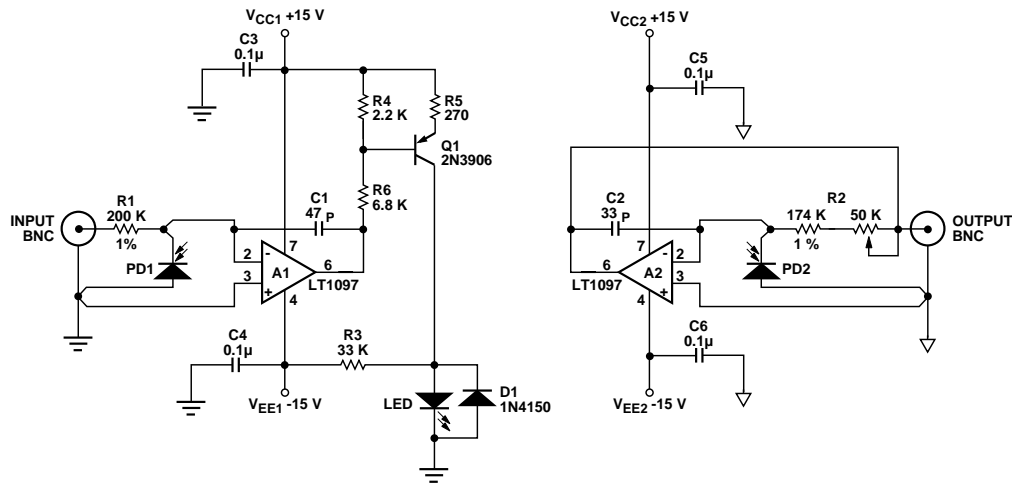 VCC1 +15 V
C3
0.1µ
R4
2.2 K
R5
270
Q1
2N3906
R6
6.8 K
C1
47 P
INPUT
BNC
R1
200 K
1%
PD1
2
3
7
-
+
A1
6
4
LT1097
C4
0.1µ
R3
33 K
VEE1 -15 V
LED
D1
1N4150
VCC2 +15 V
C5
0.1µ
C2
33 P
174 K
1 %
R2
50 K
OUTPUT
BNC
7
2
3
-
+
A2
6
4
LT1097
PD2
C6
0.1µ
VEE2 -15 V